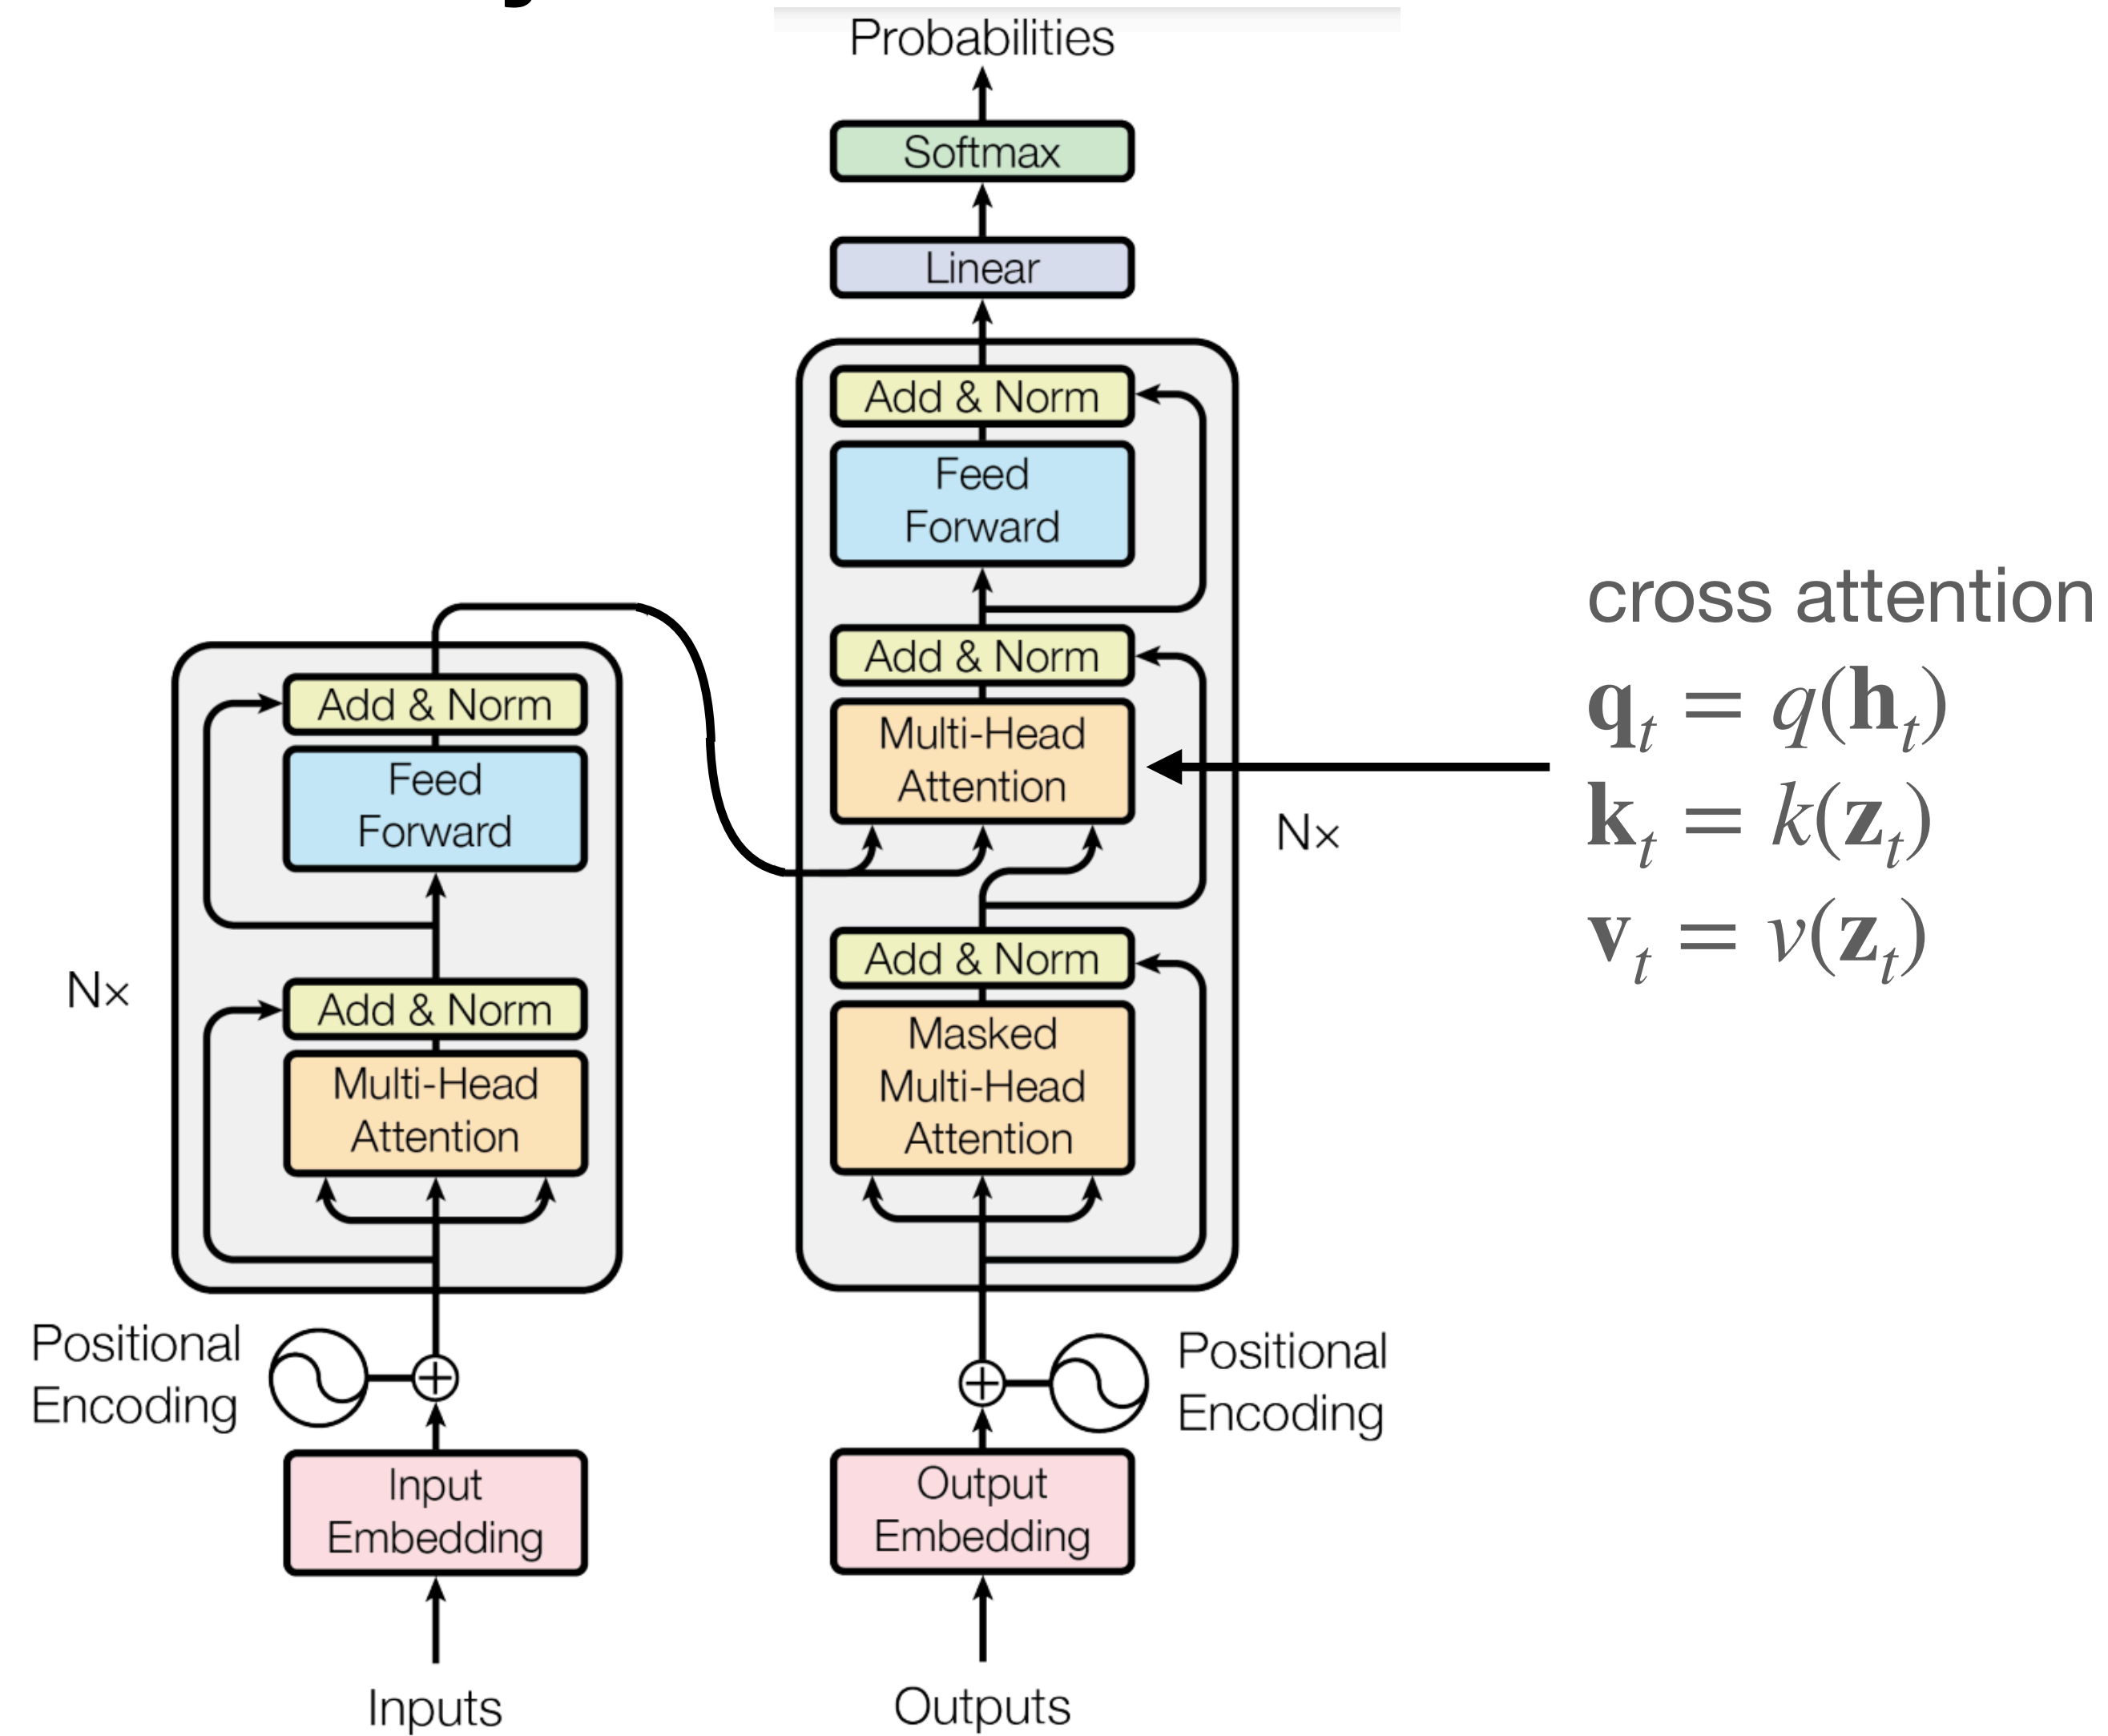 Probabilities
Softmax
Linear
Add & Norm
Feed
Forward
Add & Norm
Multi-Head
Attention
Nx
Add & Norm
Masked
Multi-Head
Attention
Positional
Encoding
Output
Embedding
Outputs
Add & Norm
Feed
Forward
Nx
Add & Norm
Multi-Head
Attention
Positional
Encoding
Input
Embedding
Inputs
cross attention
q_t = q(h_t)
k_t = k(z_t)
v_t = v(z_t)